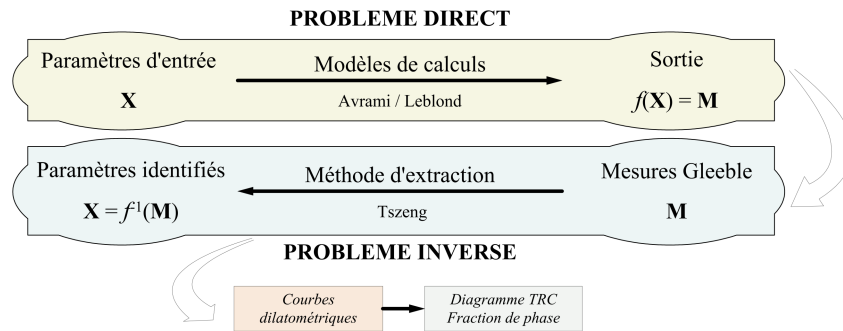 PROBLEME DIRECT
Paramètres d'entrée
X
Modèles de calculs
Avrami / Leblond
Sortie
f(X) = M
Paramètres identifiés
X = f⁻¹(M)
Méthode d'extraction
Tszeng
Mesures Gleeble
M
PROBLEME INVERSE
Courbes
dilatométriques
Diagramme TRC
Fraction de phase